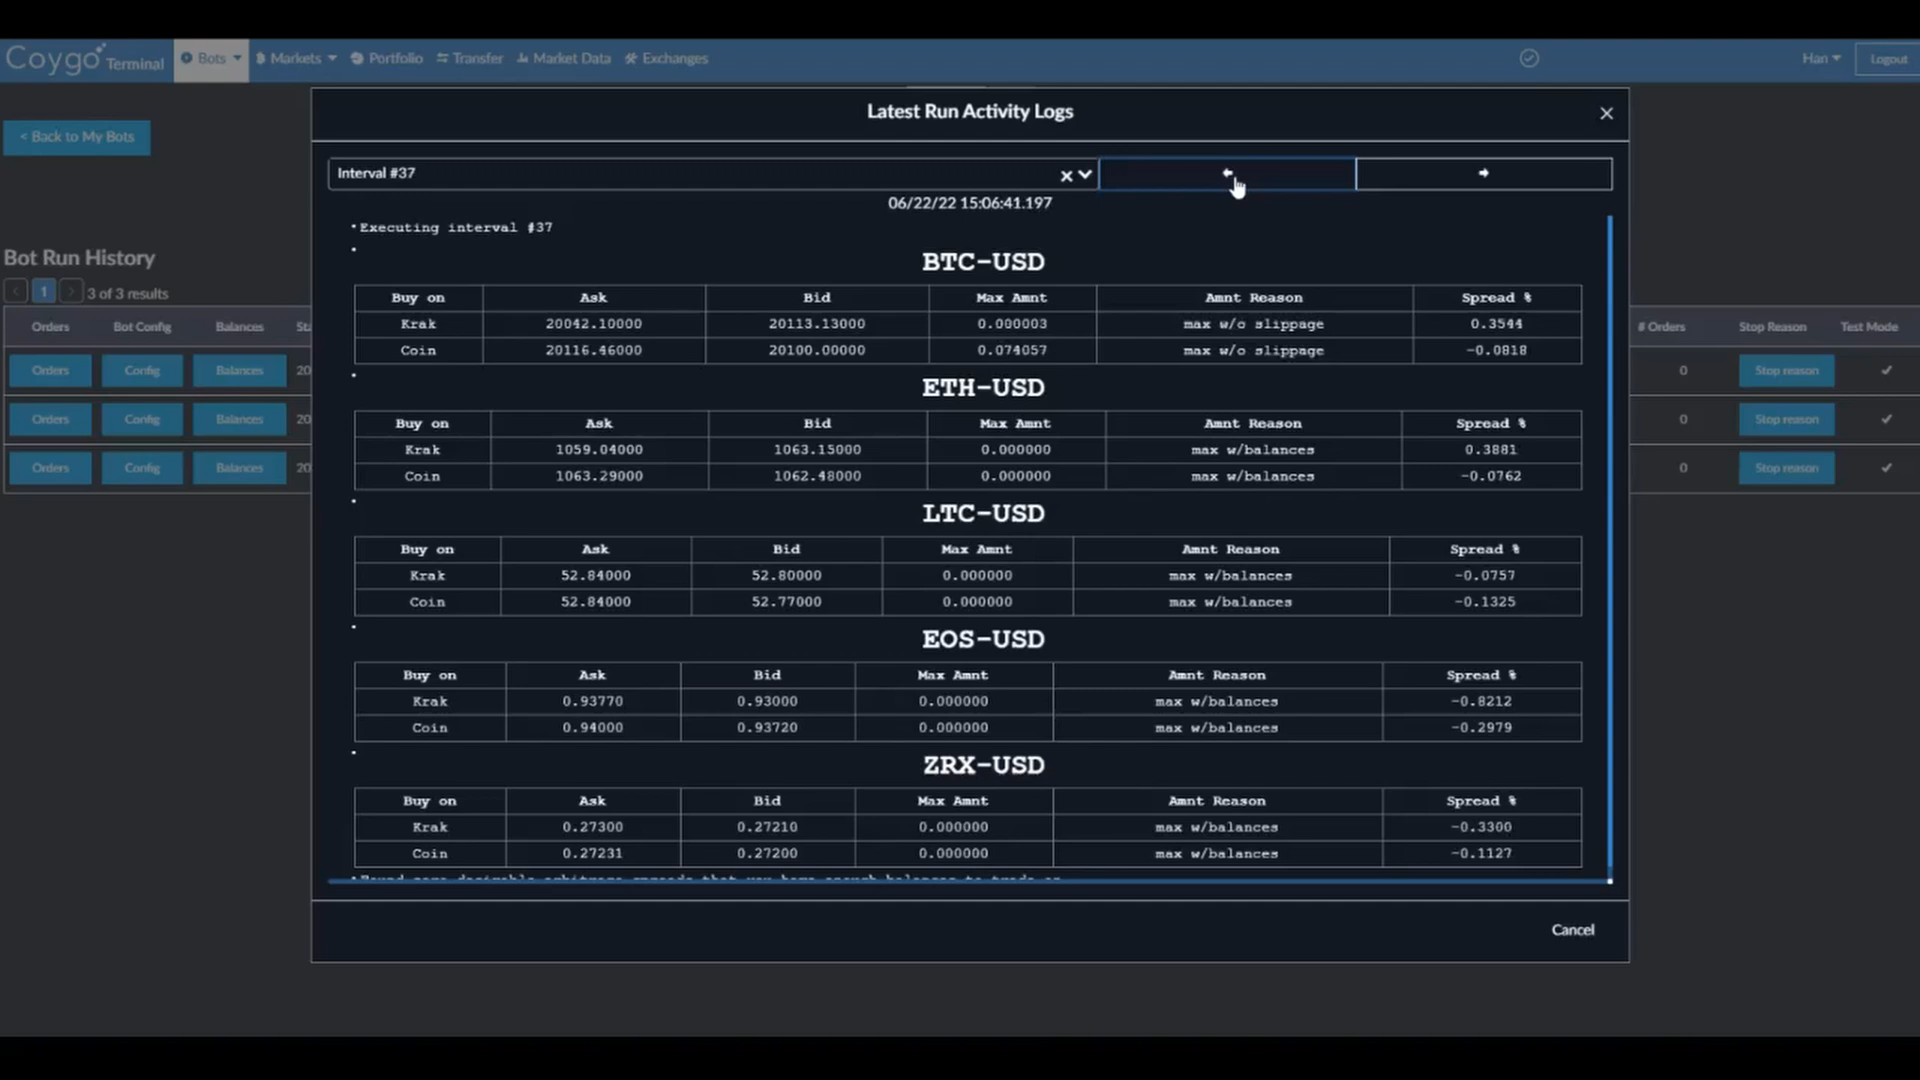 Coygo Terminal Bots Markets Portfolio Transfer Market Data Exchanges Han Logout
< Back to My Bots
Latest Run Activity Logs
Interval #37
06/22/22 15:06:41.197
Executing interval #37
BTC-USD
Buy on Ask Bid Max Amnt Amnt Reason Spread %
Krak 20042.10000 20113.13000 0.000003 max w/o slippage 0.3544
Coin 20116.46000 20100.00000 0.074057 max w/o slippage -0.0818
ETH-USD
Buy on Ask Bid Max Amnt Amnt Reason Spread %
Krak 1059.04000 1063.15000 0.000000 max w/balances 0.3881
Coin 1063.29000 1062.48000 0.000000 max w/balances -0.0762
LTC-USD
Buy on Ask Bid Max Amnt Amnt Reason Spread %
Krak 52.84000 52.80000 0.000000 max w/balances -0.0757
Coin 52.84000 52.77000 0.000000 max w/balances -0.1325
EOS-USD
Buy on Ask Bid Max Amnt Amnt Reason Spread %
Krak 0.93770 0.93000 0.000000 max w/balances -0.8212
Coin 0.94000 0.93720 0.000000 max w/balances -0.2979
ZRX-USD
Buy on Ask Bid Max Amnt Amnt Reason Spread %
Krak 0.27300 0.27210 0.000000 max w/balances -0.3300
Coin 0.27231 0.27200 0.000000 max w/balances -0.1127
Cancel
Bot Run History
1 3 of 3 results
Orders Bot Config Balances # Orders Stop Reason Test Mode
Orders Config Balances 20 0 Stop reason
Orders Config Balances 20 0 Stop reason
Orders Config Balances 20 0 Stop reason